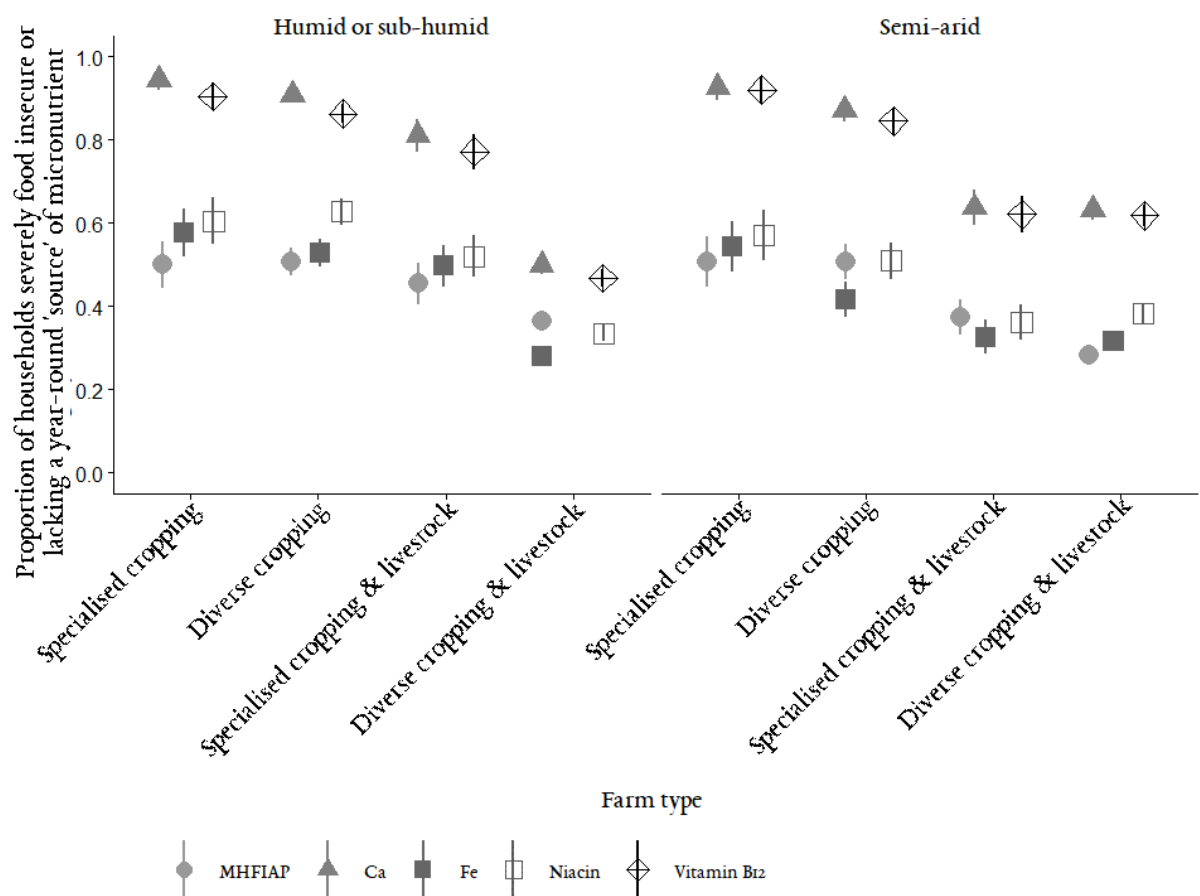 Humid or sub-humid
Semi-arid
Proportion of households severely food insecure or
lacking a year-round 'source' of micronutrient
1.0
0.8
0.6
0.4
0.2
0.0
Specialised cropping
Diverse cropping
Specialised cropping & livestock
Diverse cropping & livestock
Specialised cropping
Diverse cropping
Specialised cropping & livestock
Diverse cropping & livestock
Farm type
MHFIAP Ca Fe Niacin Vitamin B12